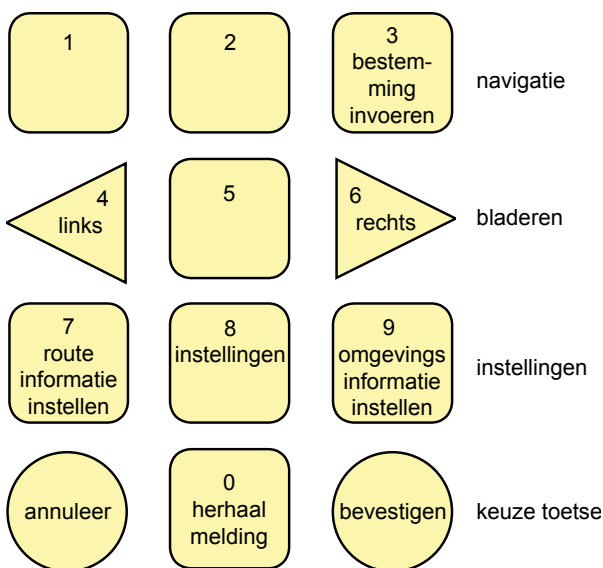 1
2
3
bestem-
ming
invoeren
navigatie
4
links
5
6
rechts
bladeren
7
route
informatie
instellen
8
instellingen
9
omgevings
informatie
instellen
instellingen
annuleer
0
herhaal
melding
bevestigen
keuze toetse